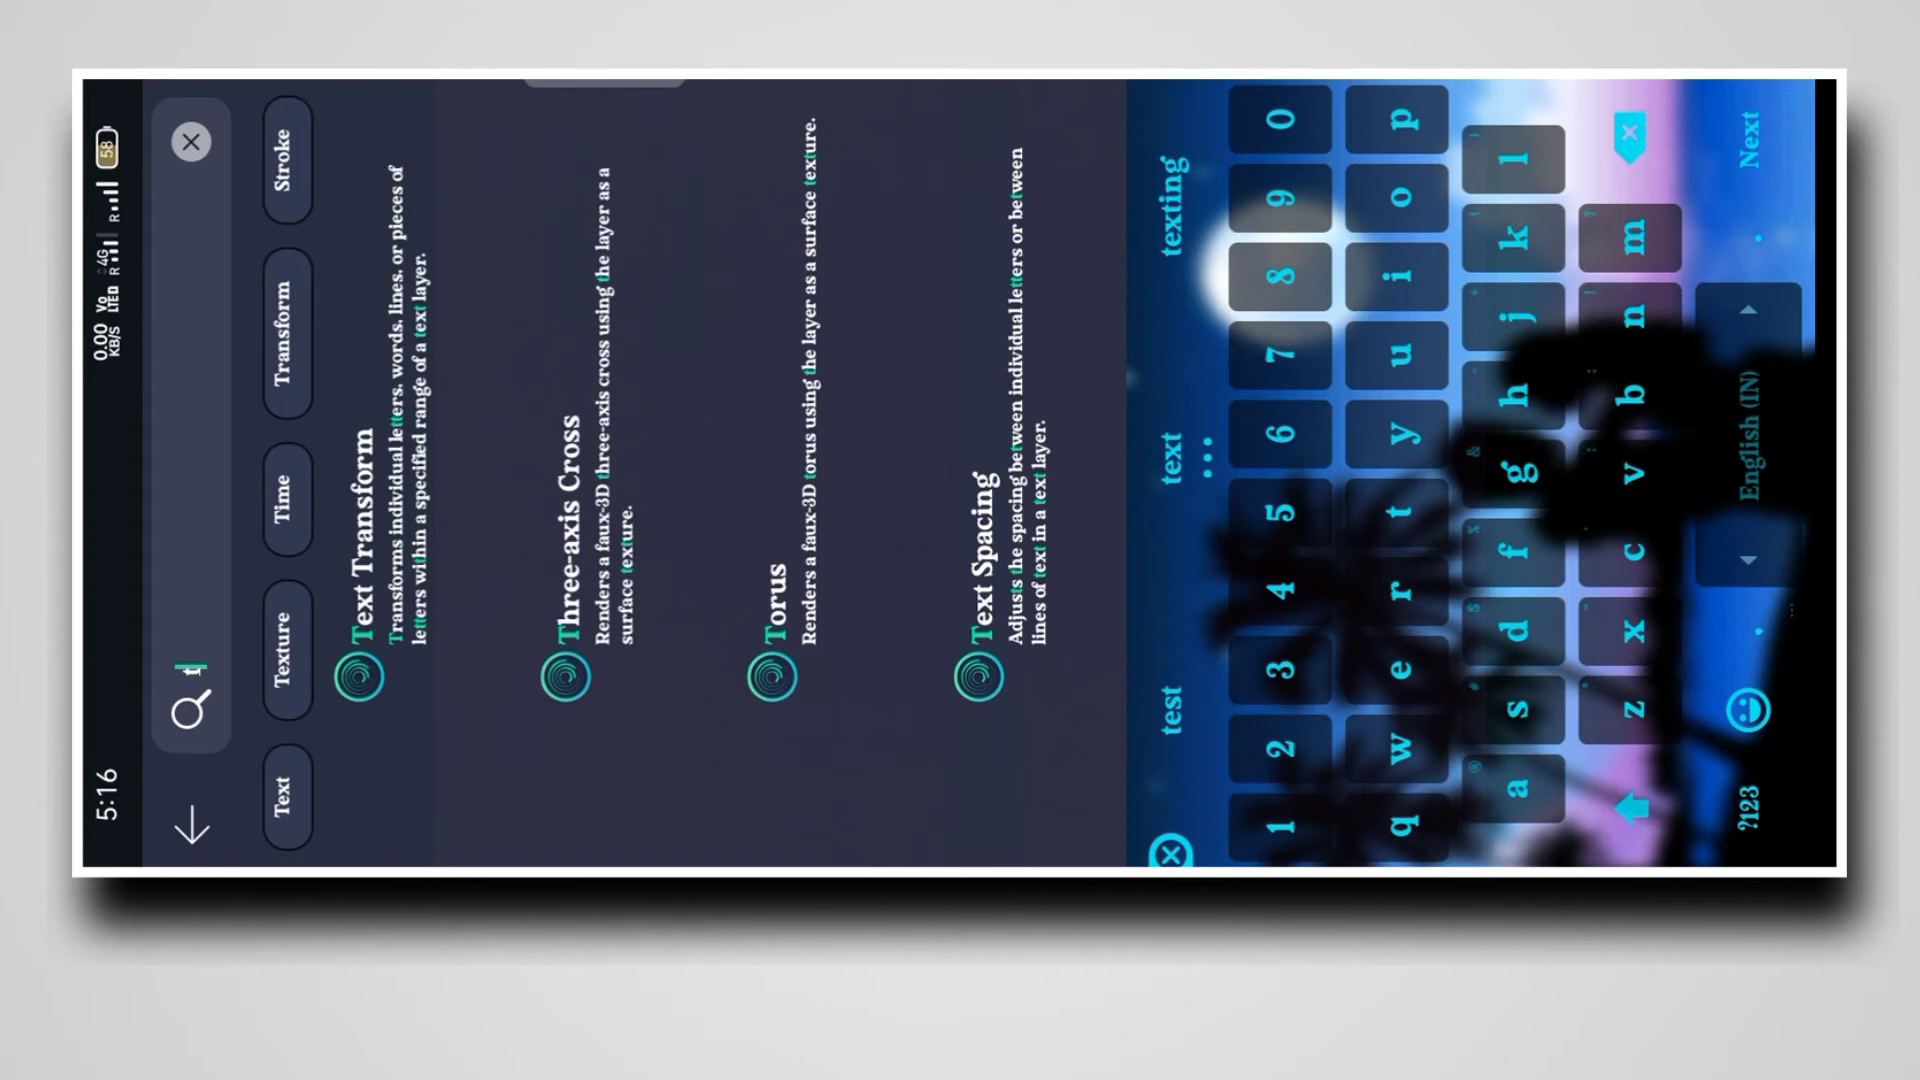 5:16 0.00 KB/S Vo LTED R 4G R 58
t
Text Texture Time Transform Stroke
Text Transform
Transforms individual letters, words, lines, or pieces of
letters within a specified range of a text layer.
Three-axis Cross
Renders a faux-3D three-axis cross using the layer as a
surface texture.
Torus
Renders a faux-3D torus using the layer as a surface texture.
Text Spacing
Adjusts the spacing between individual letters or between
lines of text in a text layer.
test text texting
1 2 3 4 5 6 7 8 9 0
q w e r t y u i o p
a s d f g h j k l
z x c v b n m
?123 , English (IN) . Next